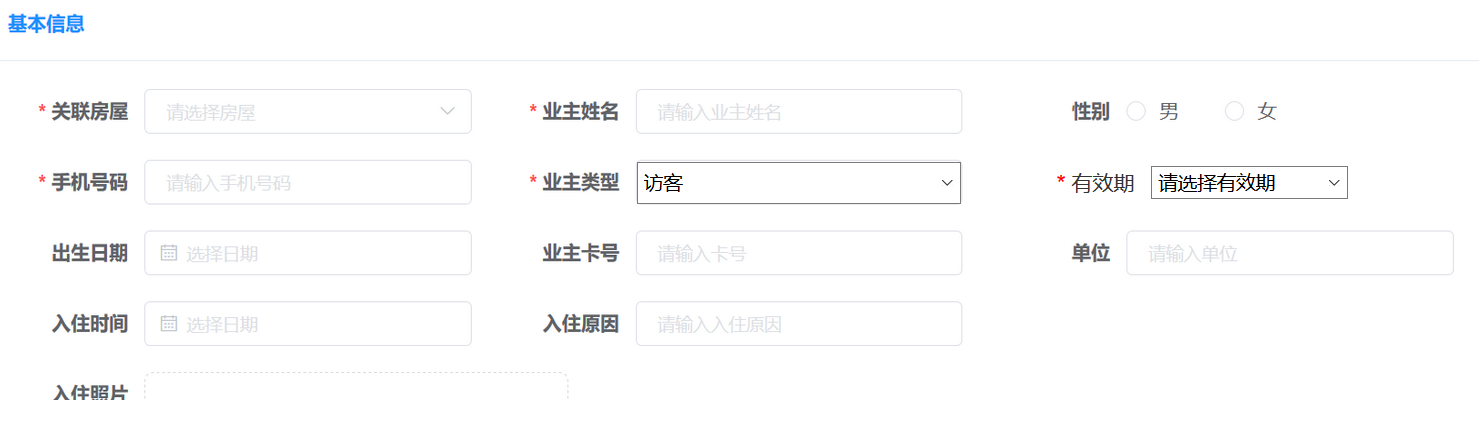 基本信息
* 关联房屋 请选择房屋 * 业主姓名 请输入业主姓名 性别 男 女
* 手机号码 请输入手机号码 * 业主类型 访客 * 有效期 请选择有效期
出生日期 选择日期 业主卡号 请输入卡号 单位 请输入单位
入住时间 选择日期 入住原因 请输入入住原因
入住照片